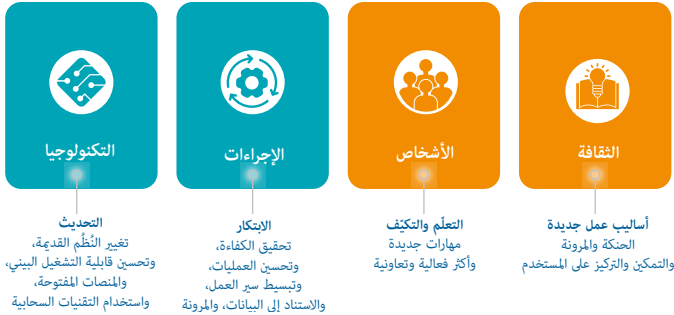 الثقافة
أساليب عمل جديدة
الحنكة والمرونة
والتمكين والتركيز على المستخدم
الأشخاص
التعلّم والتكيّف
مهارات جديدة
وأكثر فعالية وتعاونية
الإجراءات
الابتكار
تحقيق الكفاءة،
وتحسين العمليات،
وتبسيط سير العمل،
والاستناد إلى البيانات، والمرونة
التكنولوجيا
التحديث
تغيير النُظُم القديمة،
وتحسين قابلية التشغيل البيني،
والمنصات المفتوحة،
واستخدام التقنيات السحابية